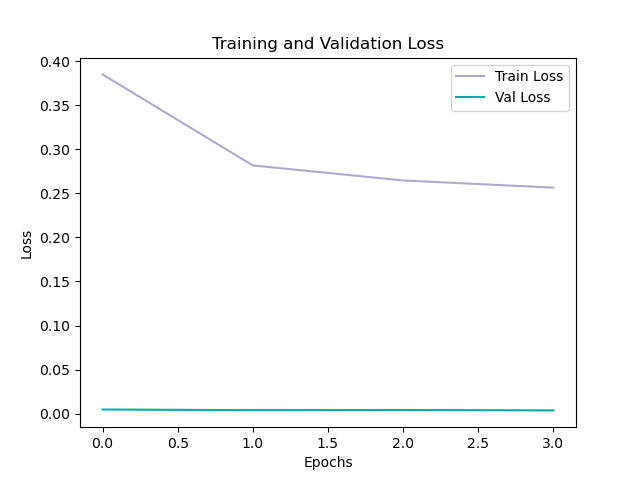 Training and Validation Loss
Train Loss
Val Loss
0.40
0.35
0.30
0.25
0.20
0.15
0.10
0.05
0.00
Loss
0.0 0.5 1.0 1.5 2.0 2.5 3.0
Epochs